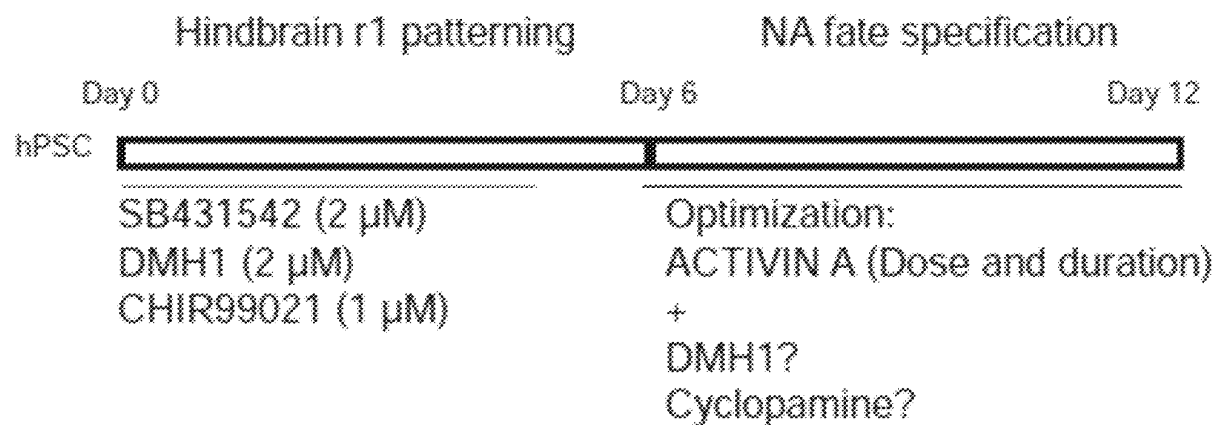 Hindbrain r1 patterning NA fate specification
Day 0 Day 6 Day 12
hPSC
SB431542 (2 μM)
DMH1 (2 μM)
CHIR99021 (1 μM)
Optimization:
ACTIVIN A (Dose and duration)
+
DMH1?
Cyclopamine?